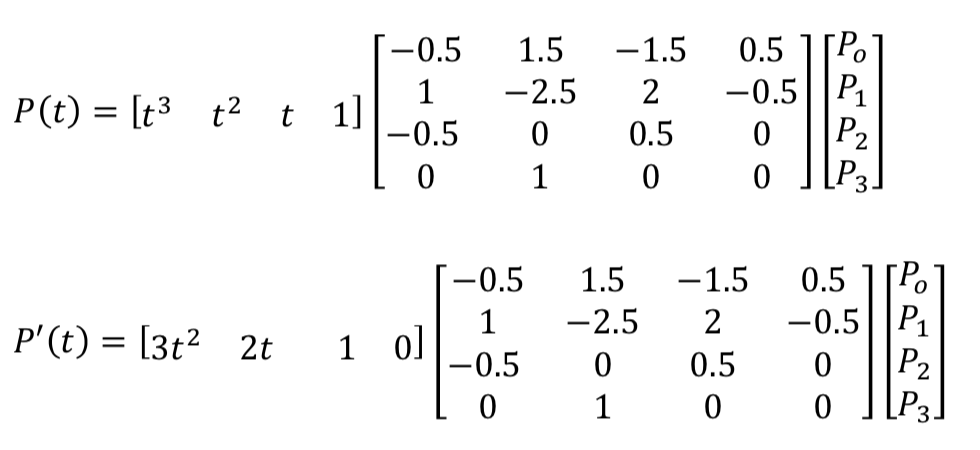 P(t) = [t³ t² t 1] [−0.5 1.5 −1.5 0.5] [Pₒ]
[1 −2.5 2 −0.5] [P₁]
[−0.5 0 0.5 0] [P₂]
[0 1 0 0] [P₃]
P′(t) = [3t² 2t 1 0] [−0.5 1.5 −1.5 0.5] [Pₒ]
[1 −2.5 2 −0.5] [P₁]
[−0.5 0 0.5 0] [P₂]
[0 1 0 0] [P₃]